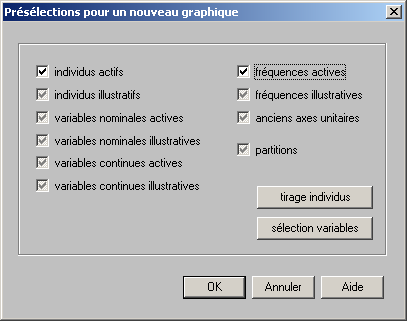 Présélections pour un nouveau graphique
individus actifs
individus illustratifs
variables nominales actives
variables nominales illustratives
variables continues actives
variables continues illustratives
fréquences actives
fréquences illustratives
anciens axes unitaires
partitions
tirage individus
sélection variables
OK
Annuler
Aide